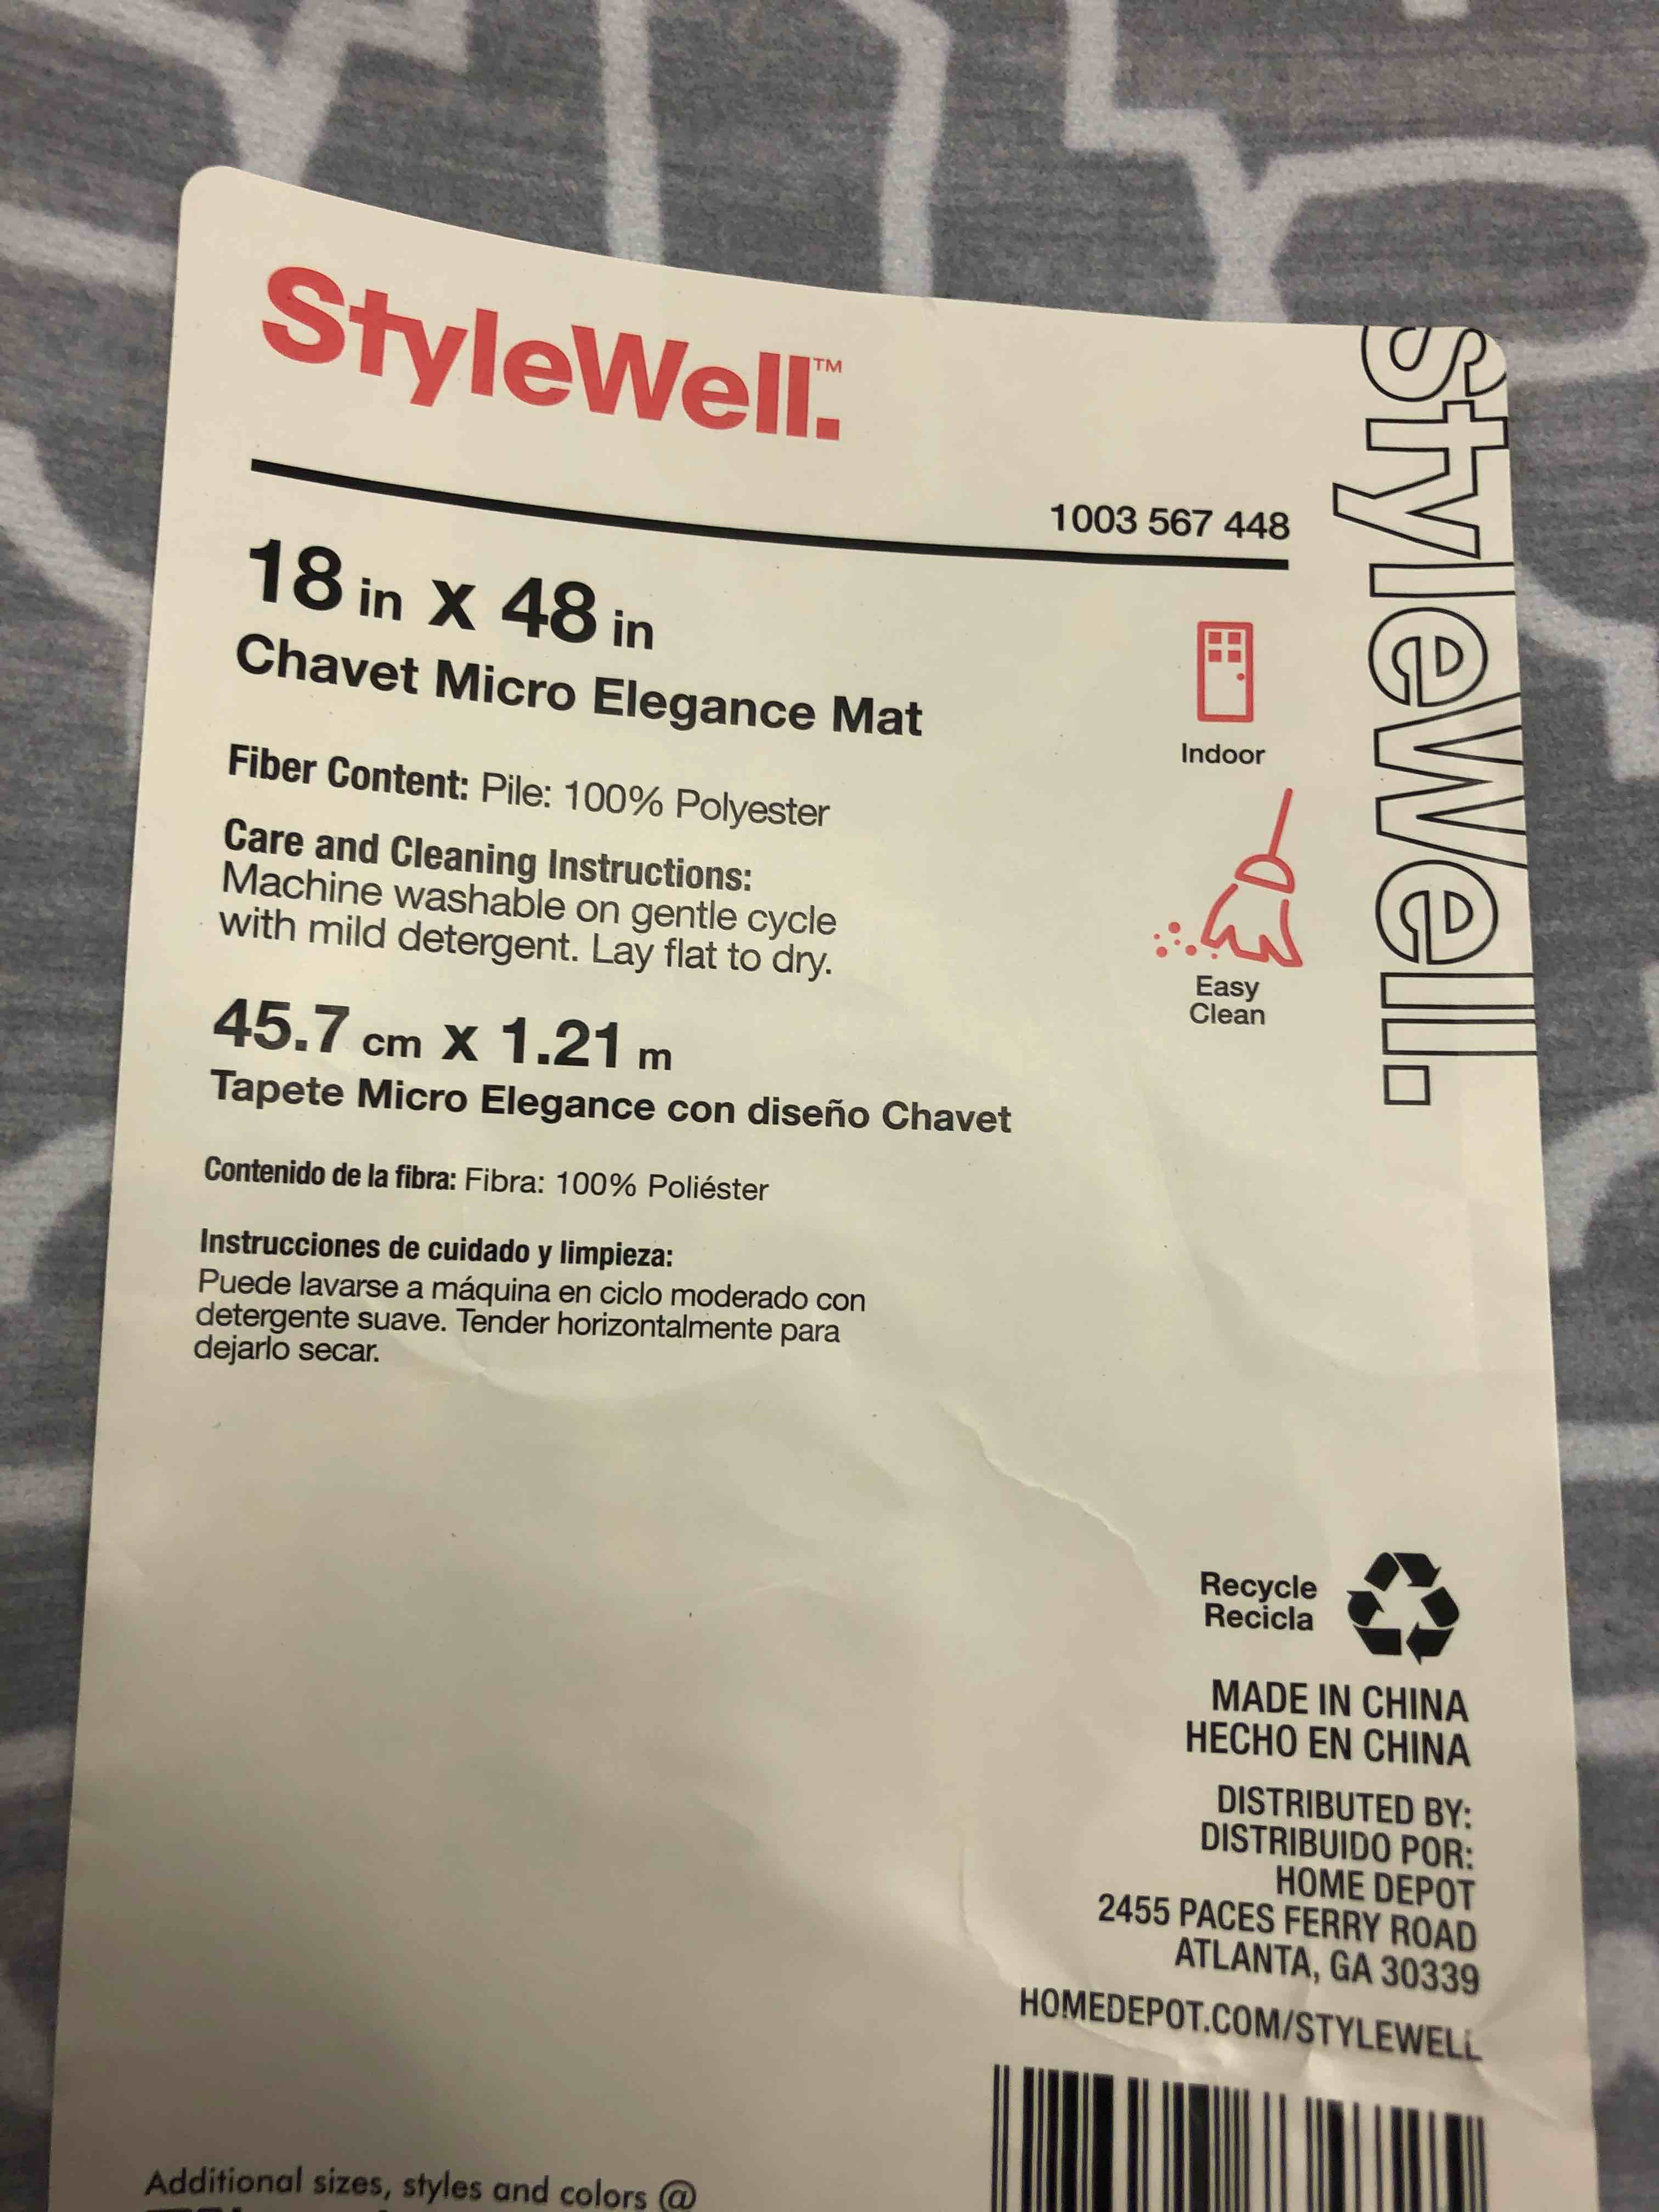 StyleWell.™
StyleWell.
1003 567 448
18 in x 48 in
Chavet Micro Elegance Mat
Indoor
Fiber Content: Pile: 100% Polyester
Care and Cleaning Instructions:
Machine washable on gentle cycle
with mild detergent. Lay flat to dry.
Easy
Clean
45.7 cm x 1.21 m
Tapete Micro Elegance con diseño Chavet
Contenido de la fibra: Fibra: 100% Poliéster
Instrucciones de cuidado y limpieza:
Puede lavarse a máquina en ciclo moderado con
detergente suave. Tender horizontalmente para
dejarlo secar.
Recycle
Recicla
MADE IN CHINA
HECHO EN CHINA
DISTRIBUTED BY:
DISTRIBUIDO POR:
HOME DEPOT
2455 PACES FERRY ROAD
ATLANTA, GA 30339
HOMEDEPOT.COM/STYLEWELL
Additional sizes, styles and colors @